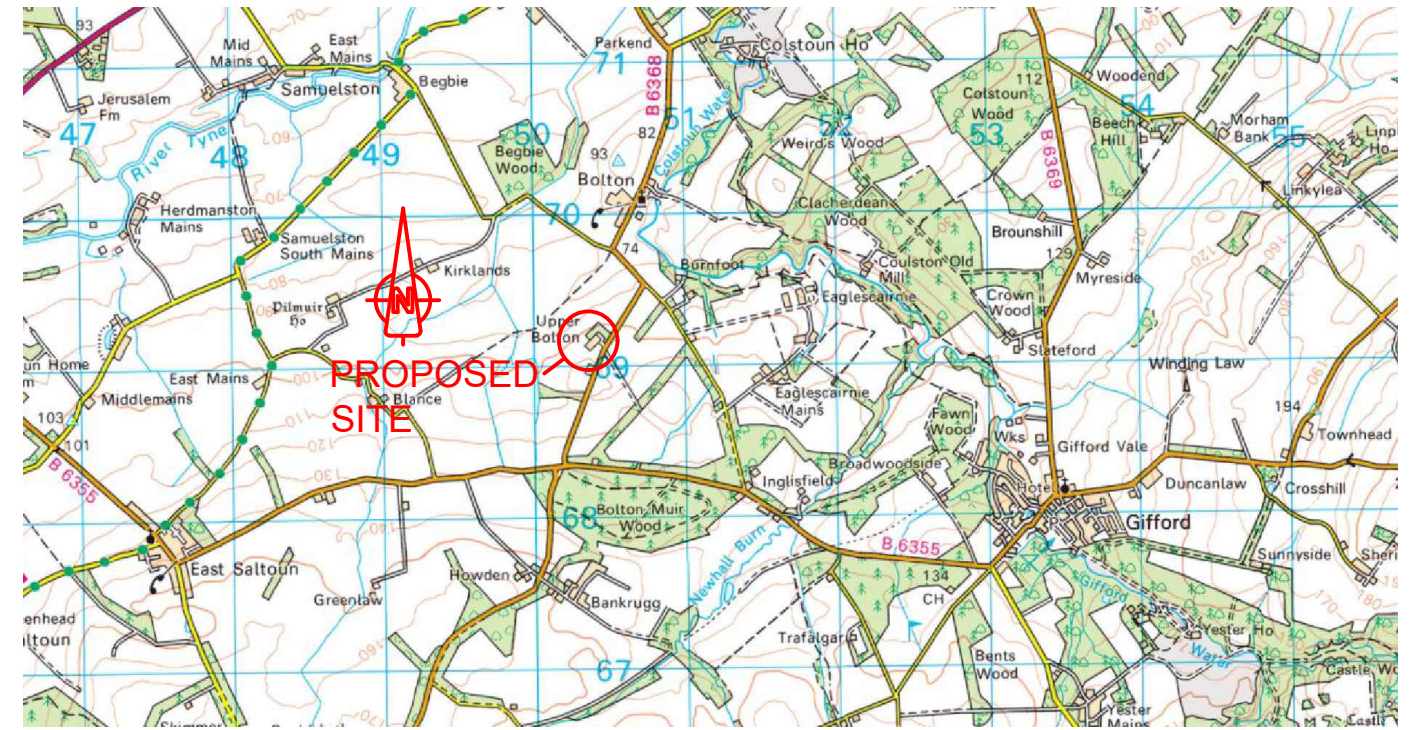 93
Mid
Mains
East
Mains
Parkend
Colstoun Ho
71
Begbie
Samuelston
112
Woodend
Jerusalem
Fm
Colstoun
Wood
54
B 6368
51
47
River Tyne
48
49
50
82
Colstoun Water
52
53
Beech
Hill
Morham
Bank
55
Weird's Wood
B 6369
Begbie
Wood
93
Bolton
Linkylea
Herdmanston
Mains
70
Clacherdean
Wood
Brounshill
Samuelston
South Mains
74
129
Kirklands
Burnfoot
Coulston Old
Mill
Myreside
N
Pilmuir
Ho
Eaglescairnie
Crown
Wood
Upper
Bolton
Slateford
PROPOSED
SITE
69
Winding Law
East Mains
Middlemains
Blance
Eaglescairnie
Mains
103
101
194
Fawn
Wood
Wks
Gifford Vale
Townhead
B 6355
Broadwoodside
Inglisfield
Hotel
Duncanlaw
Crosshill
68
Bolton Muir
Wood
Gifford
East Saltoun
Newhall Burn
B 6355
Sunnyside
Howden
134
CH
Greenlaw
Bankrugg
Gifford Water
Trafalgar
Yester Ho
67
Bents
Wood
Yester
Mains